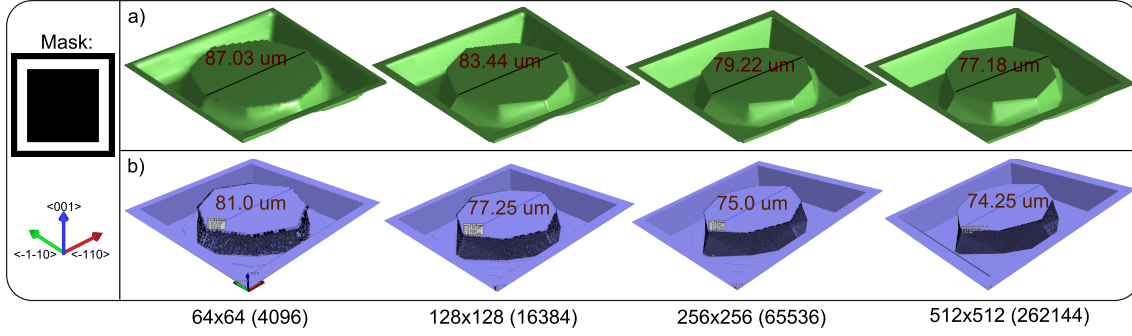 Mask:
<001>
<-1-10>
<-110>
a)
87.03 um
83.44 um
79.22 um
77.18 um
b)
81.0 um
77.25 um
75.0 um
74.25 um
64x64 (4096)
128x128 (16384)
256x256 (65536)
512x512 (262144)